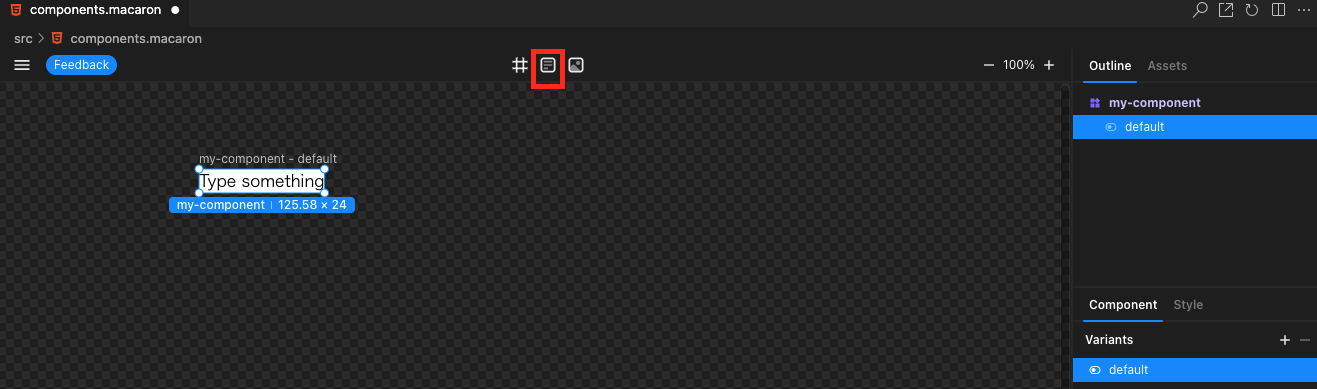 components.macaron
src > components.macaron
Feedback
100%
Outline Assets
my-component
default
my-component - default
Type something
my-component 125.58 × 24
Component Style
Variants
default